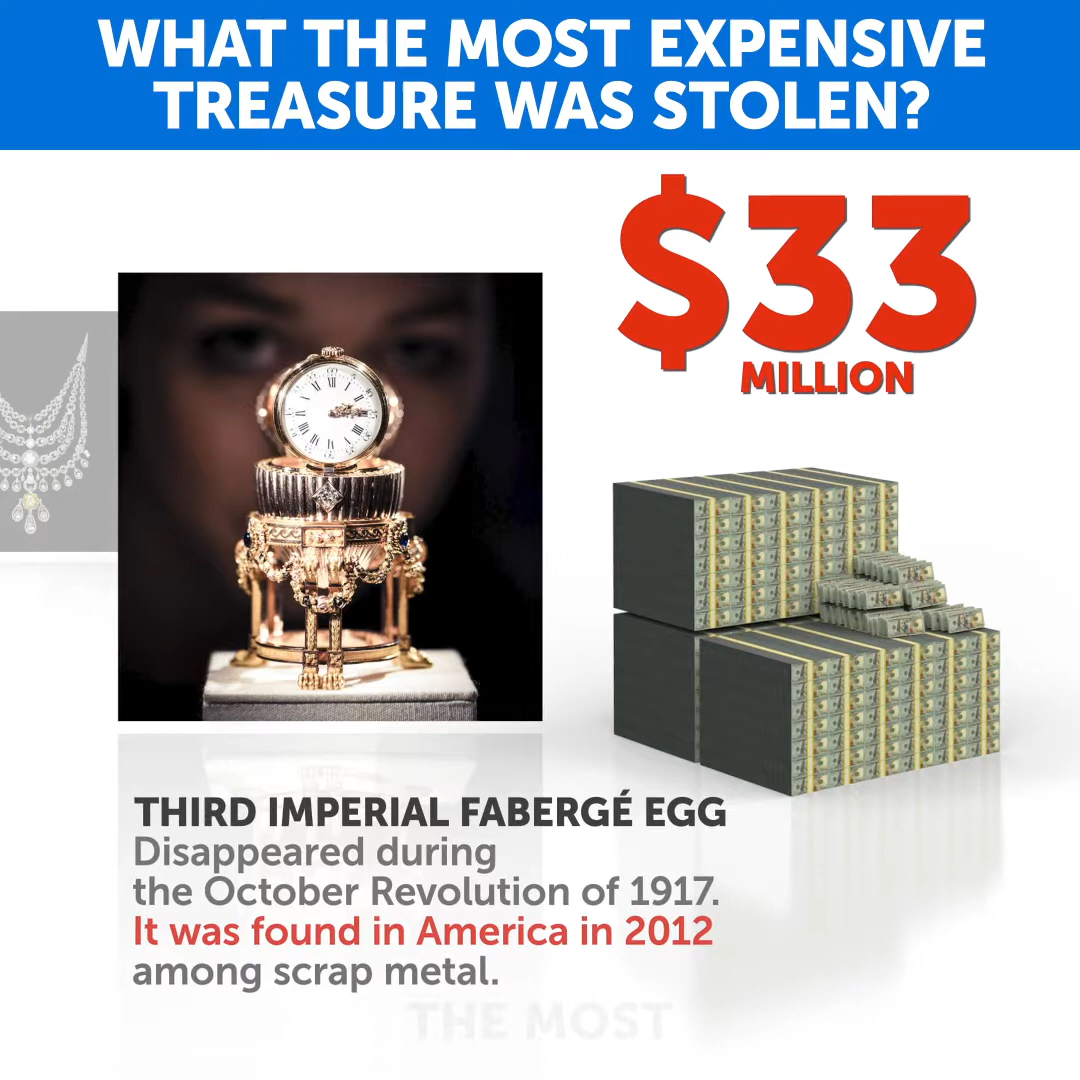 WHAT THE MOST EXPENSIVE
TREASURE WAS STOLEN?
$33
MILLION
THIRD IMPERIAL FABERGÉ EGG
Disappeared during
the October Revolution of 1917.
It was found in America in 2012
among scrap metal.
THE MOST